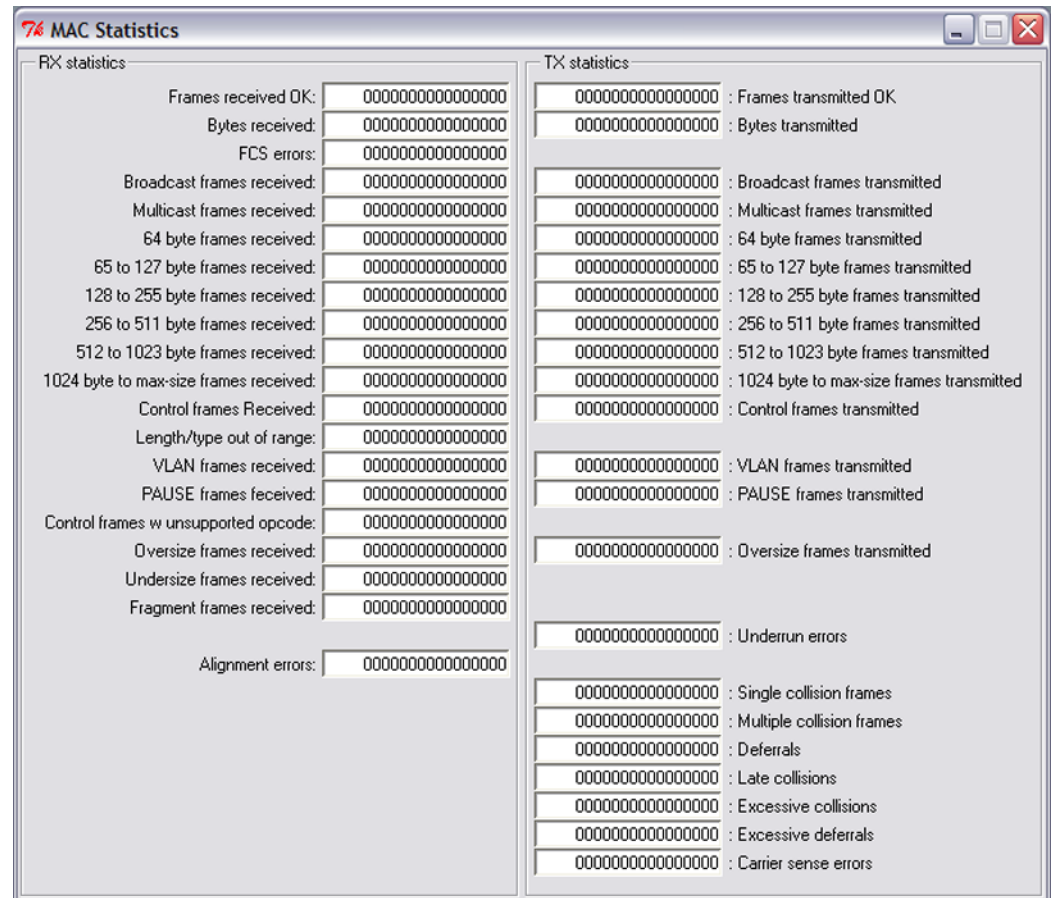 7% MAC Statistics
RX statistics
Frames received OK: 0000000000000000
Bytes received: 0000000000000000
FCS errors: 0000000000000000
Broadcast frames received: 0000000000000000
Multicast frames received: 0000000000000000
64 byte frames received: 0000000000000000
65 to 127 byte frames received: 0000000000000000
128 to 255 byte frames received: 0000000000000000
256 to 511 byte frames received: 0000000000000000
512 to 1023 byte frames received: 0000000000000000
1024 byte to max-size frames received: 0000000000000000
Control frames Received: 0000000000000000
Length/type out of range: 0000000000000000
VLAN frames received: 0000000000000000
PAUSE frames feceived: 0000000000000000
Control frames w unsupported opcode: 0000000000000000
Oversize frames received: 0000000000000000
Undersize frames received: 0000000000000000
Fragment frames received: 0000000000000000
Alignment errors: 0000000000000000
TX statistics
0000000000000000 : Frames transmitted OK
0000000000000000 : Bytes transmitted
0000000000000000 : Broadcast frames transmitted
0000000000000000 : Multicast frames transmitted
0000000000000000 : 64 byte frames transmitted
0000000000000000 : 65 to 127 byte frames transmitted
0000000000000000 : 128 to 255 byte frames transmitted
0000000000000000 : 256 to 511 byte frames transmitted
0000000000000000 : 512 to 1023 byte frames transmitted
0000000000000000 : 1024 byte to max-size frames transmitted
0000000000000000 : Control frames transmitted
0000000000000000 : VLAN frames transmitted
0000000000000000 : PAUSE frames transmitted
0000000000000000 : Oversize frames transmitted
0000000000000000 : Underrun errors
0000000000000000 : Single collision frames
0000000000000000 : Multiple collision frames
0000000000000000 : Deferrals
0000000000000000 : Late collisions
0000000000000000 : Excessive collisions
0000000000000000 : Excessive deferrals
0000000000000000 : Carrier sense errors